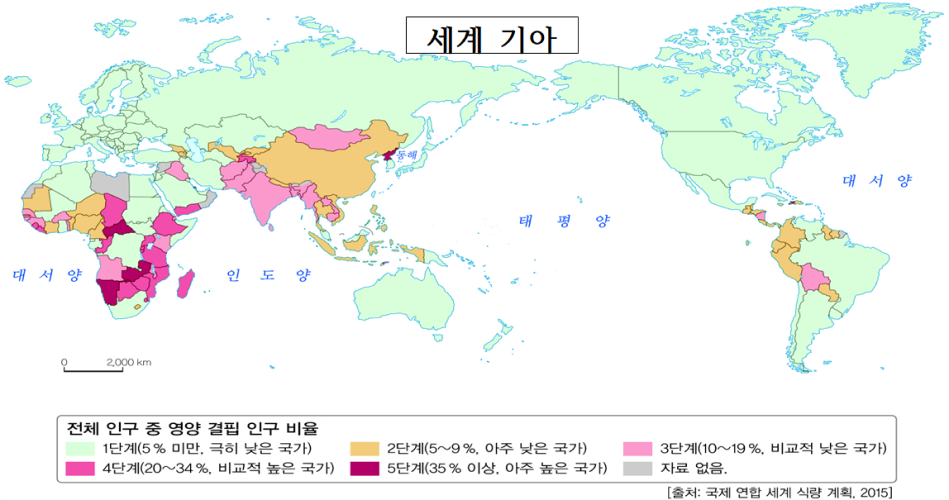 세계 기아
동해
대 서 양
태 평 양
대 서 양
인 도 양
0 2,000 km
전체 인구 중 영양 결핍 인구 비율
1단계(5 % 미만, 극히 낮은 국가)
2단계(5~9 %, 아주 낮은 국가)
3단계(10~19 %, 비교적 낮은 국가)
4단계(20~34 %, 비교적 높은 국가)
5단계(35 % 이상, 아주 높은 국가)
자료 없음.
[출처: 국제 연합 세계 식량 계획, 2015]